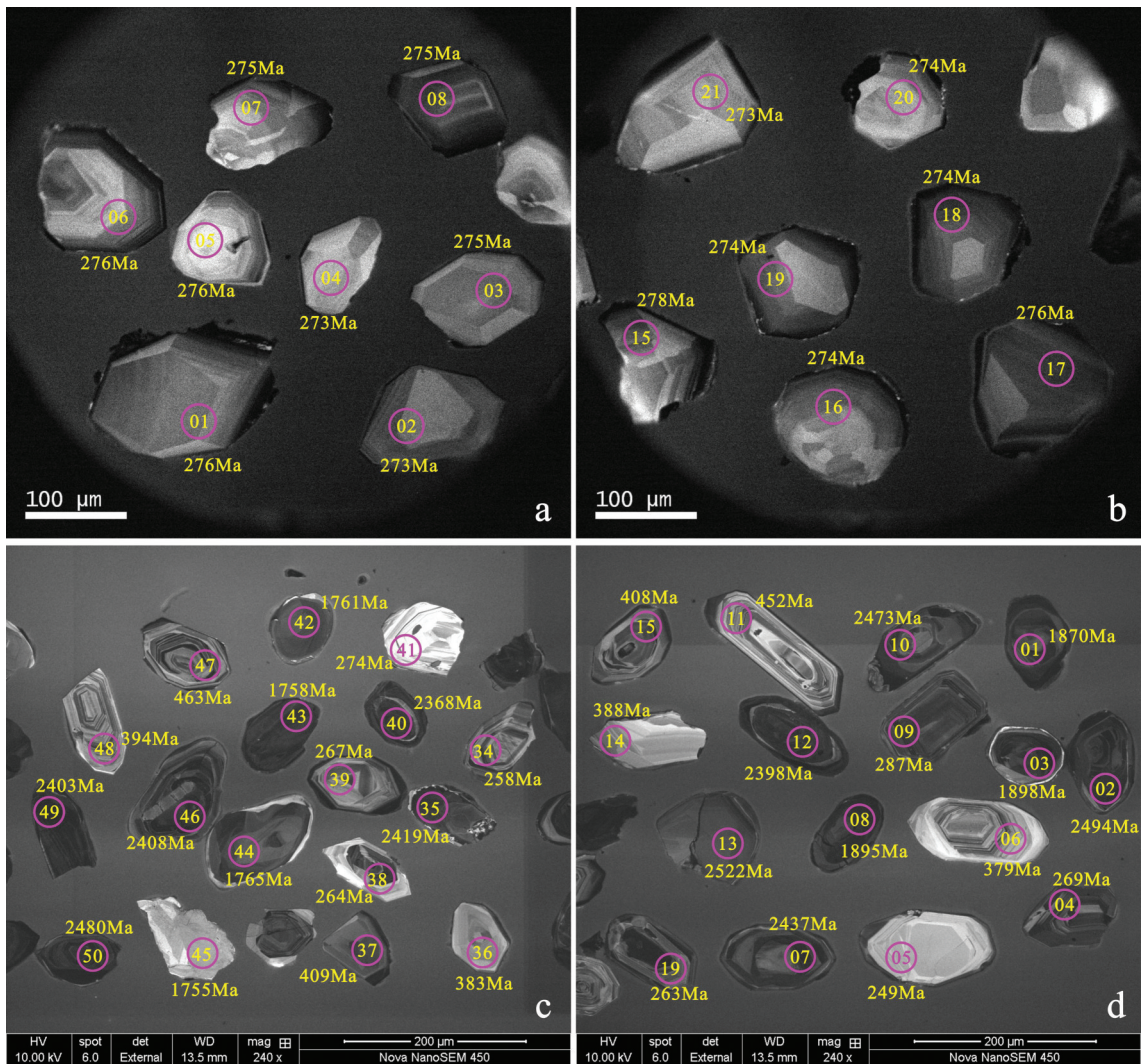 275Ma
07
275Ma
08
06
276Ma
05
276Ma
04
273Ma
275Ma
03
01
276Ma
02
273Ma
100 μm
a
21
273Ma
274Ma
20
274Ma
18
274Ma
19
278Ma
15
276Ma
17
274Ma
16
100 μm
b
1761Ma
42
41
274Ma
47
463Ma
1758Ma
43
2368Ma
40
48
394Ma
34
258Ma
267Ma
39
2403Ma
49
46
2408Ma
35
2419Ma
44
1765Ma
38
264Ma
2480Ma
50
45
1755Ma
37
409Ma
36
383Ma
c
HV spot det WD mag ⊞ 200 μm
10.00 kV 6.0 External 13.5 mm 240 x Nova NanoSEM 450
408Ma
15
11
452Ma
2473Ma
10
01
1870Ma
388Ma
14
12
2398Ma
09
287Ma
03
1898Ma
02
2494Ma
13
2522Ma
08
1895Ma
06
379Ma
269Ma
04
19
263Ma
2437Ma
07
05
249Ma
d
HV spot det WD mag ⊞ 200 μm
10.00 kV 6.0 External 13.5 mm 240 x Nova NanoSEM 450